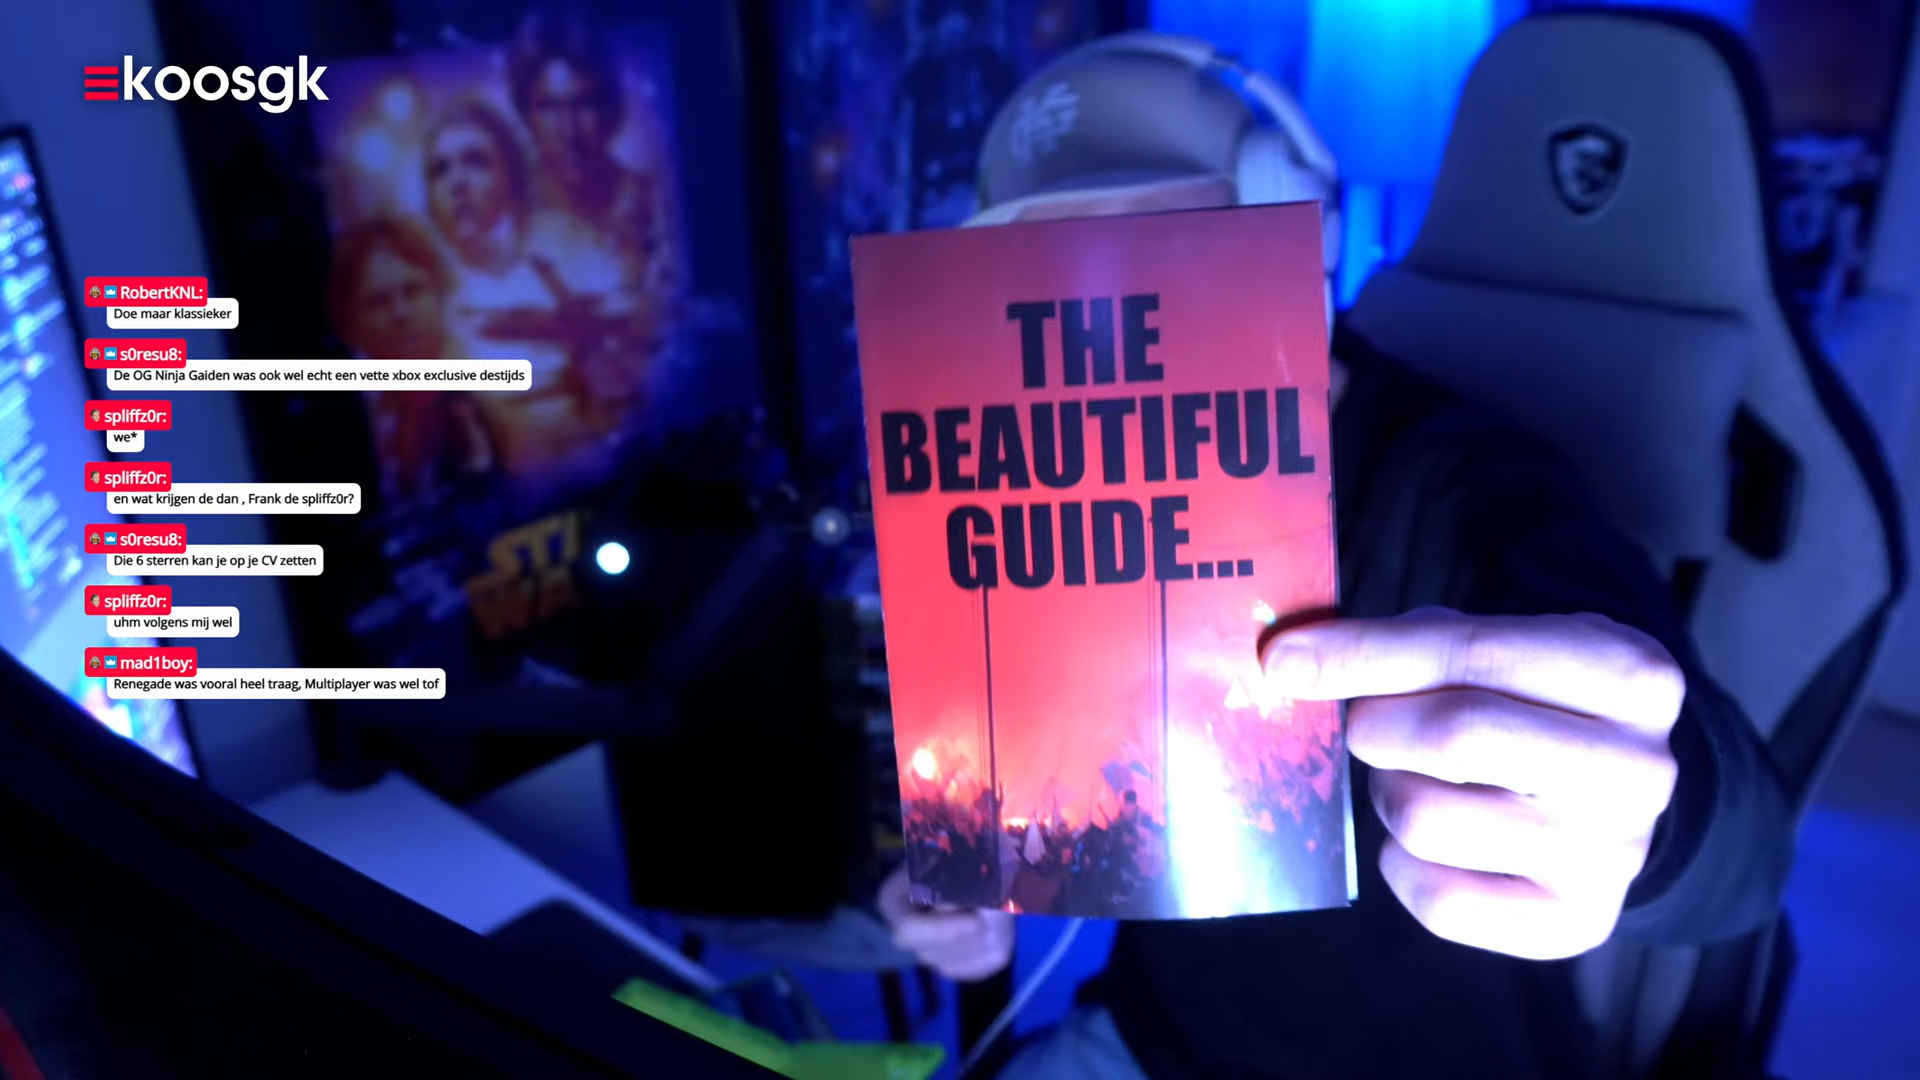 koosgk
RobertKNL:
Doe maar klassieker
s0resu8:
De OG Ninja Gaiden was ook wel echt een vette xbox exclusive destijds
spliffz0r:
we*
spliffz0r:
en wat krijgen de dan , Frank de spliffz0r?
s0resu8:
Die 6 sterren kan je op je CV zetten
spliffz0r:
uhm volgens mij wel
mad1boy:
Renegade was vooral heel traag, Multiplayer was wel tof
THE
BEAUTIFUL
GUIDE...